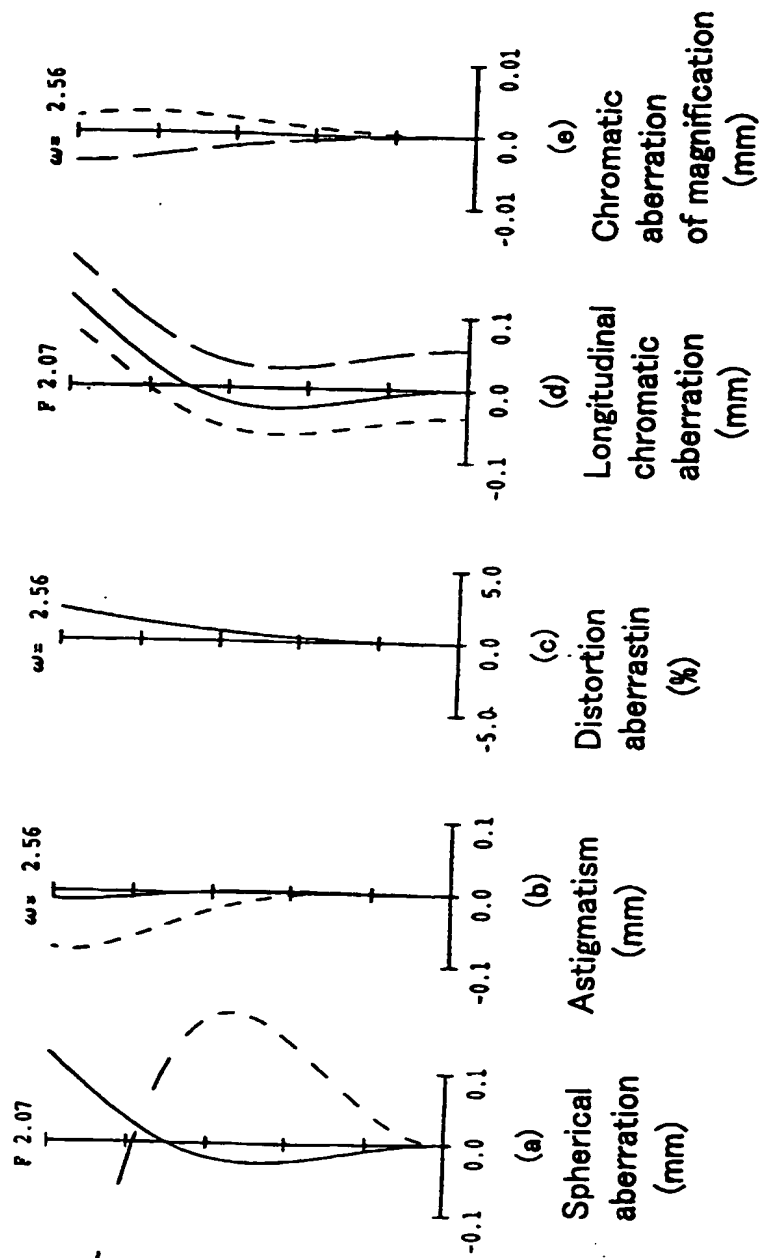 F 2.07
-0.1 0.0 0.1
(a)
Spherical
aberration
(mm)
ω= 2.56
-0.1 0.0 0.1
(b)
Astigmatism
(mm)
ω= 2.56
-5.0 0.0 5.0
(c)
Distortion
aberrastin
(%)
F 2.07
-0.1 0.0 0.1
(d)
Longitudinal
chromatic
aberration
(mm)
ω= 2.56
-0.01 0.0 0.01
(e)
Chromatic
aberration
of magnification
(mm)